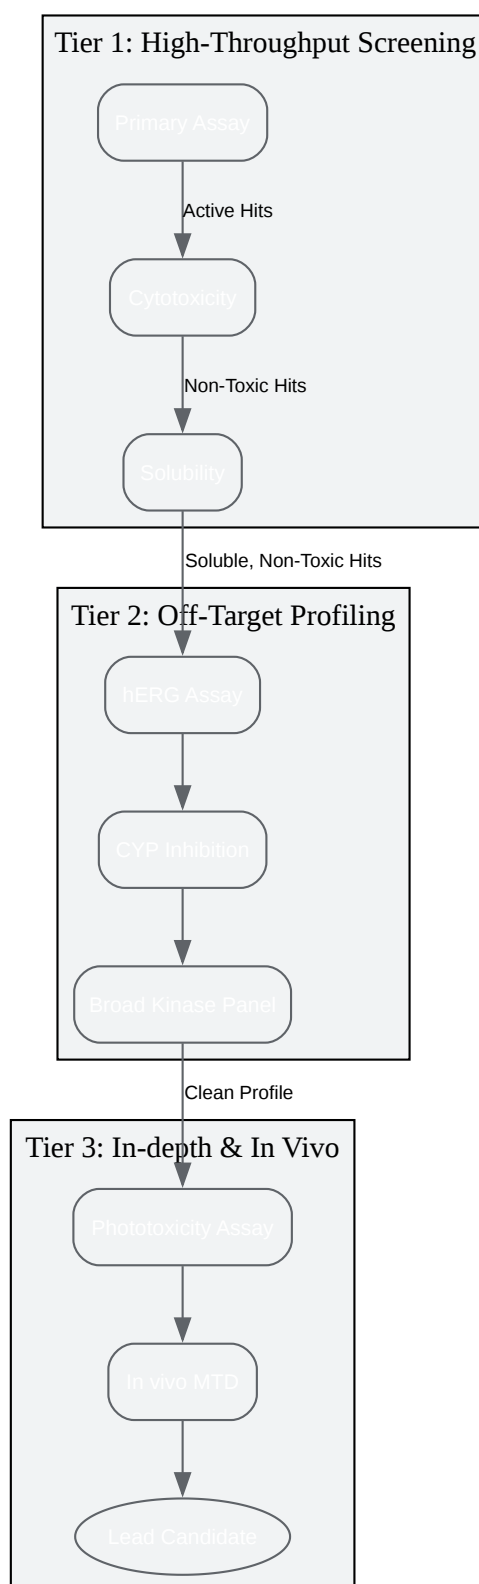 Tier 1: High-Throughput Screening
Primary Assay
Active Hits
Cytotoxicity
Non-Toxic Hits
Solubility
Soluble, Non-Toxic Hits
Tier 2: Off-Target Profiling
hERG Assay
CYP Inhibition
Broad Kinase Panel
Clean Profile
Tier 3: In-depth & In Vivo
Phototoxicity Assay
In vivo MTD
Lead Candidate